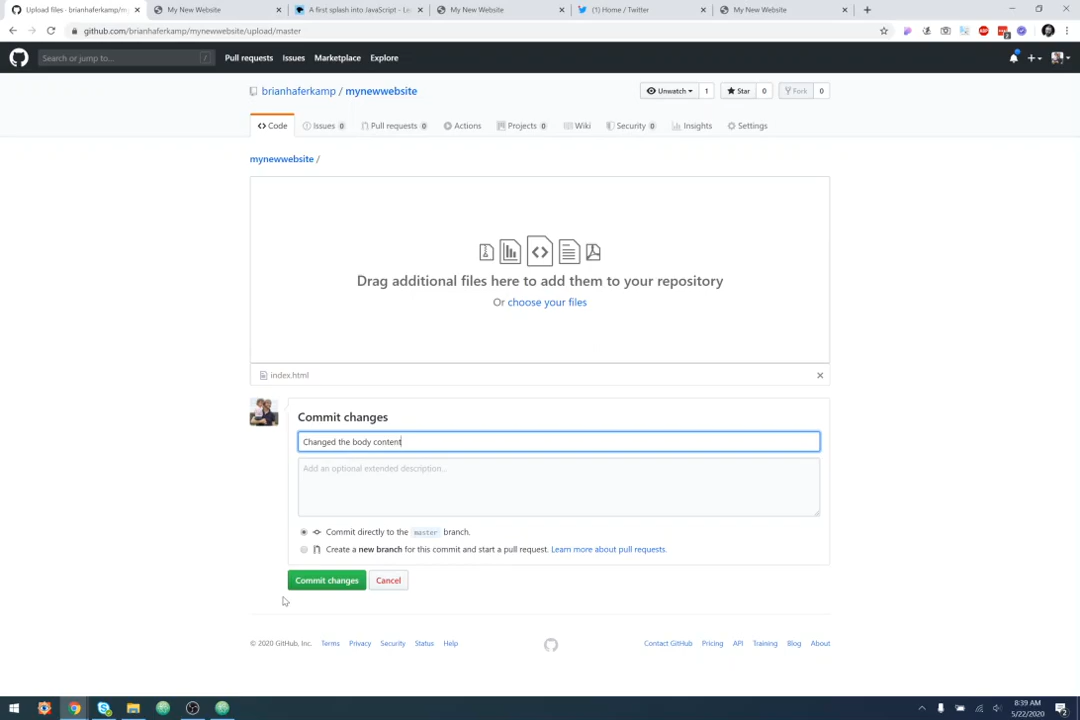 Upload files · brianhaferkamp/m
My New Website
A first splash into JavaScript - Le
My New Website
(1) Home / Twitter
My New Website
github.com/brianhaferkamp/mynewwebsite/upload/master
Search or jump to...
/
Pull requests Issues Marketplace Explore
brianhaferkamp / mynewwebsite
Unwatch 1 Star 0 Fork 0
Code Issues 0 Pull requests 0 Actions Projects 0 Wiki Security 0 Insights Settings
mynewwebsite /
Drag additional files here to add them to your repository
Or choose your files
index.html
Commit changes
Changed the body content
Add an optional extended description...
Commit directly to the master branch.
Create a new branch for this commit and start a pull request. Learn more about pull requests.
Commit changes Cancel
© 2020 GitHub, Inc. Terms Privacy Security Status Help Contact GitHub Pricing API Training Blog About
8:39 AM
5/22/2020
2